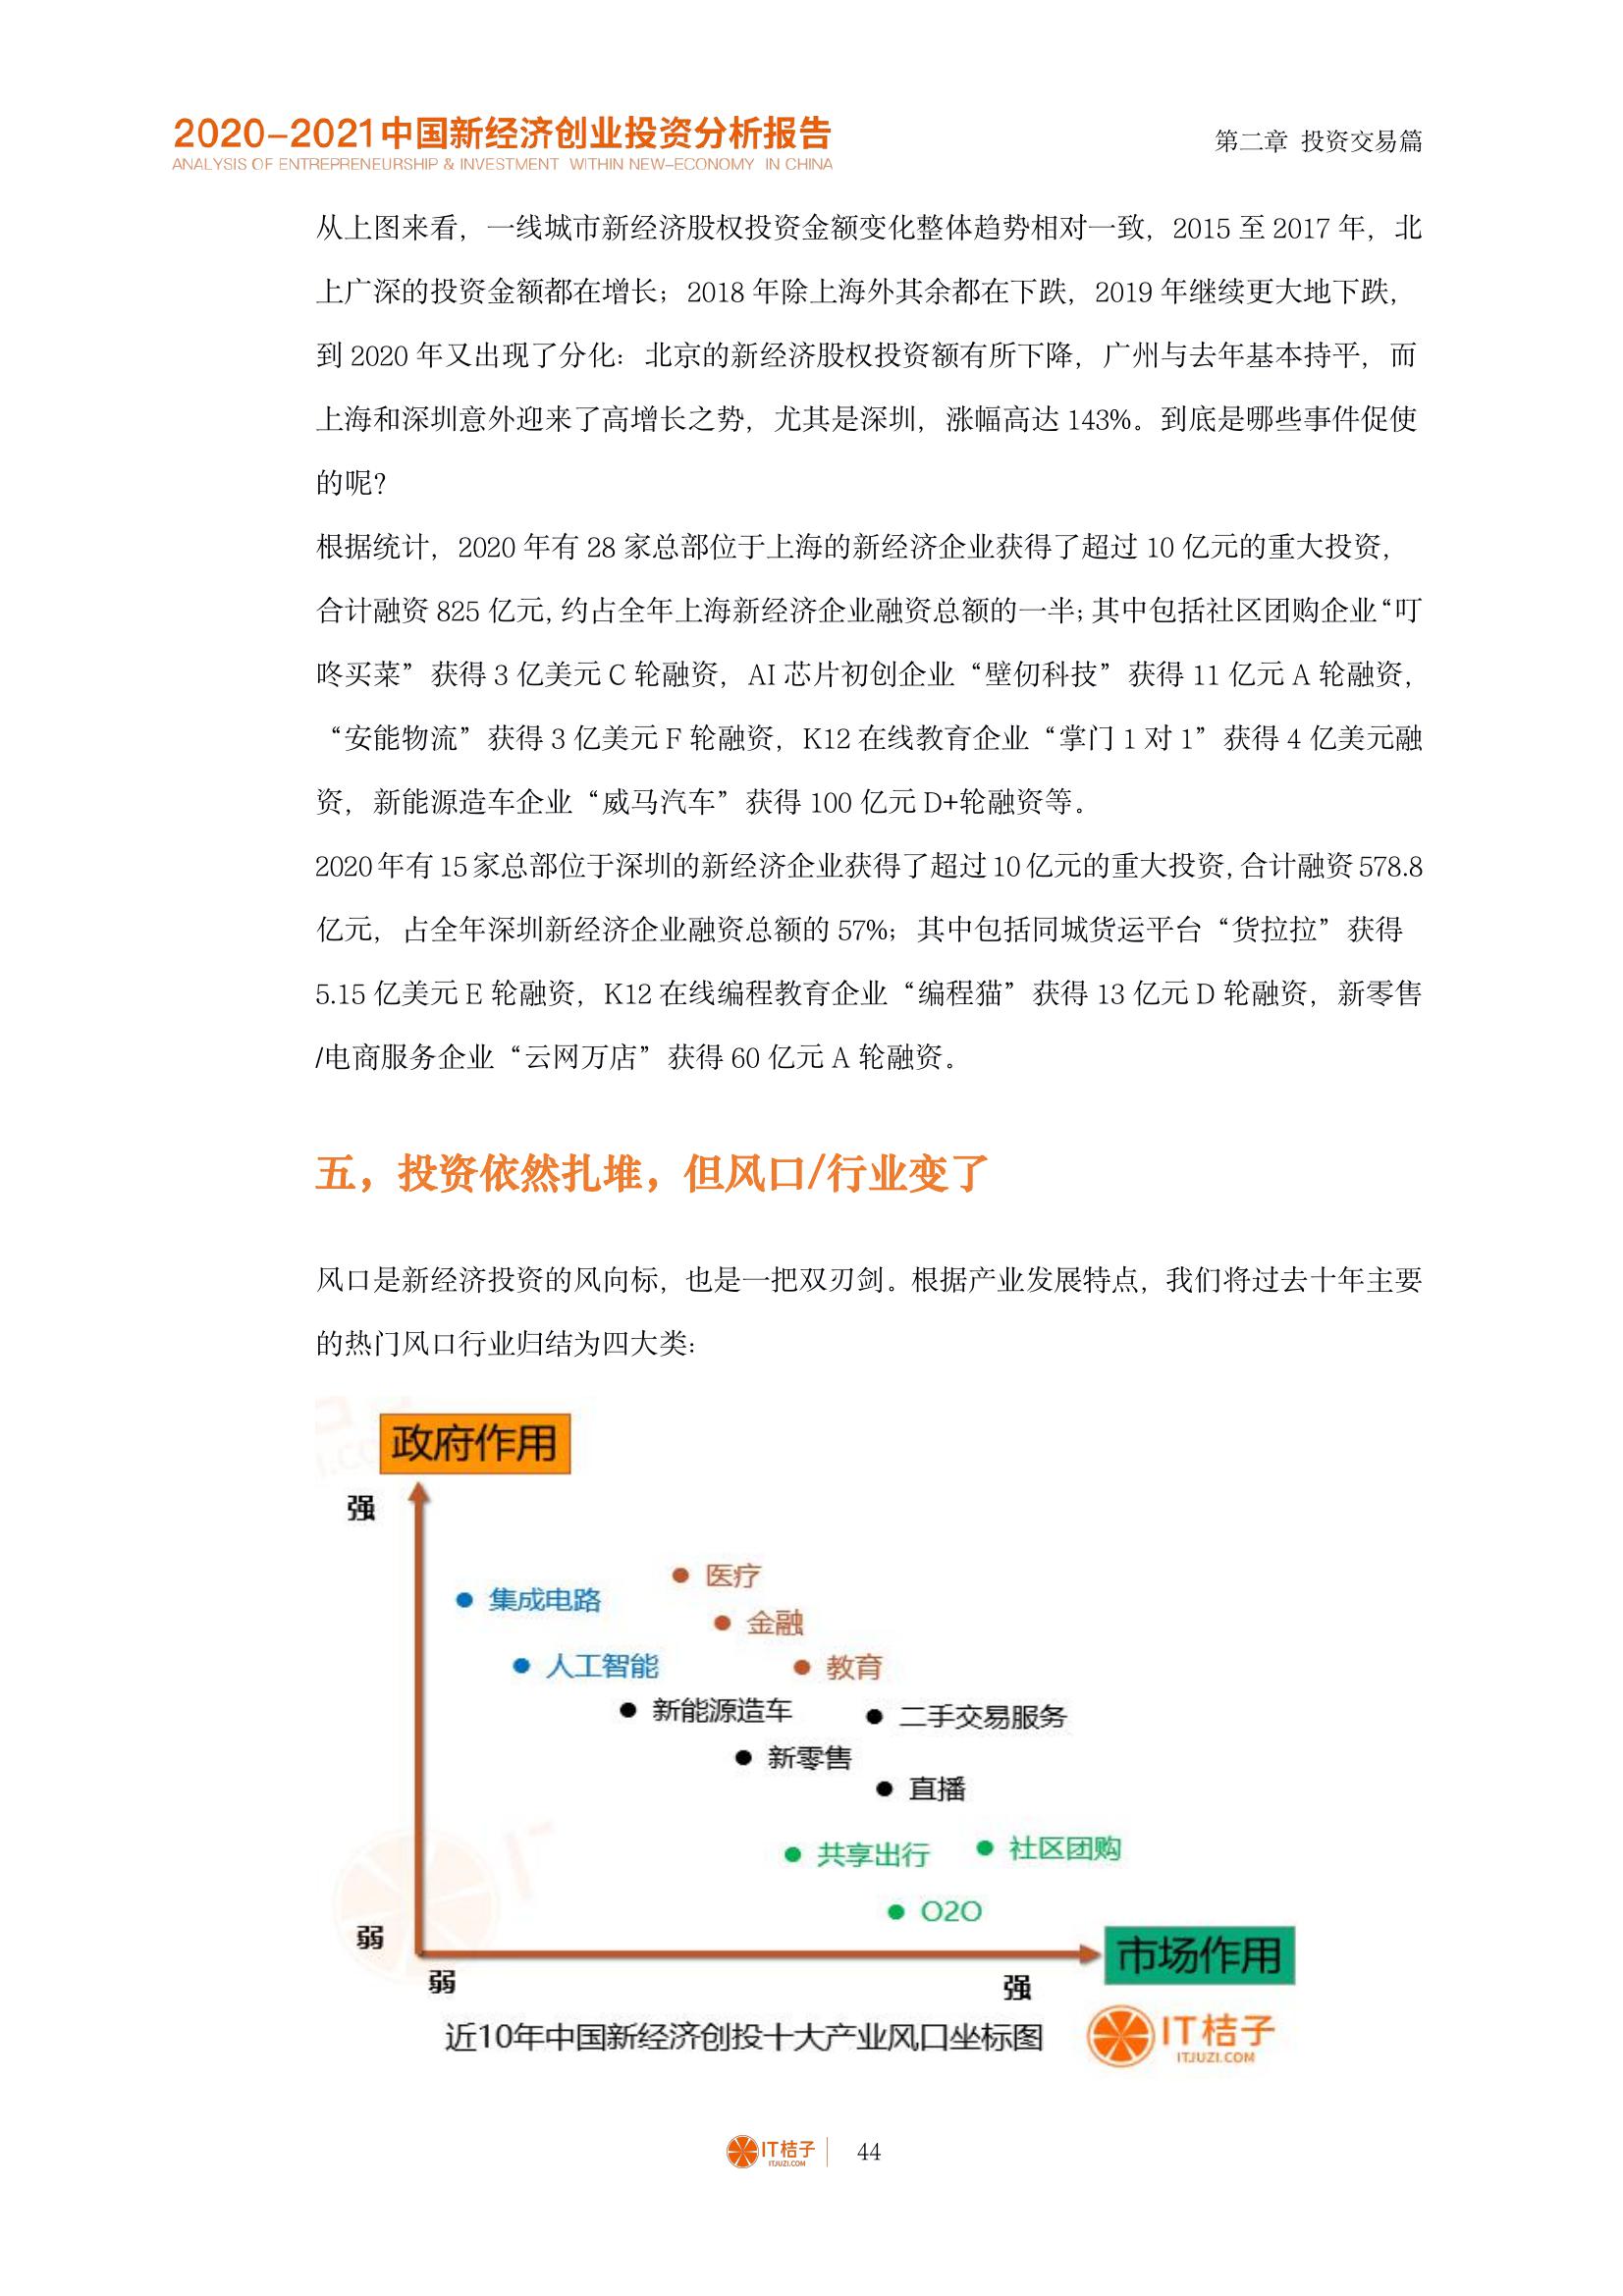 2020-2021中国新经济创业投资分析报告
ANALYSIS OF ENTREPRENEURSHIP & INVESTMENT WITHIN NEW-ECONOMY IN CHINA
第二章 投资交易篇
从上图来看，一线城市新经济股权投资金额变化整体趋势相对一致，2015 至 2017 年，北
上广深的投资金额都在增长；2018 年除上海外其余都在下跌，2019 年继续更大地下跌，
到 2020 年又出现了分化：北京的新经济股权投资额有所下降，广州与去年基本持平，而
上海和深圳意外迎来了高增长之势，尤其是深圳，涨幅高达 143%。到底是哪些事件促使
的呢？
根据统计，2020 年有 28 家总部位于上海的新经济企业获得了超过 10 亿元的重大投资，
合计融资 825 亿元，约占全年上海新经济企业融资总额的一半；其中包括社区团购企业“叮
咚买菜”获得 3 亿美元 C 轮融资，AI 芯片初创企业“壁仞科技”获得 11 亿元 A 轮融资，
“安能物流”获得 3 亿美元 F 轮融资，K12 在线教育企业“掌门 1 对 1”获得 4 亿美元融
资，新能源造车企业“威马汽车”获得 100 亿元 D+轮融资等。
2020 年有 15 家总部位于深圳的新经济企业获得了超过 10 亿元的重大投资，合计融资 578.8
亿元，占全年深圳新经济企业融资总额的 57%；其中包括同城货运平台“货拉拉”获得
5.15 亿美元 E 轮融资，K12 在线编程教育企业“编程猫”获得 13 亿元 D 轮融资，新零售
/电商服务企业“云网万店”获得 60 亿元 A 轮融资。
五，投资依然扎堆，但风口/行业变了
风口是新经济投资的风向标，也是一把双刃剑。根据产业发展特点，我们将过去十年主要
的热门风口行业归结为四大类：
政府作用
强
医疗
集成电路
金融
人工智能
教育
新能源造车
二手交易服务
新零售
直播
共享出行
社区团购
O2O
弱
市场作用
弱
强
近10年中国新经济创投十大产业风口坐标图
IT桔子
ITJUZI.COM
IT桔子
ITJUZI.COM
44